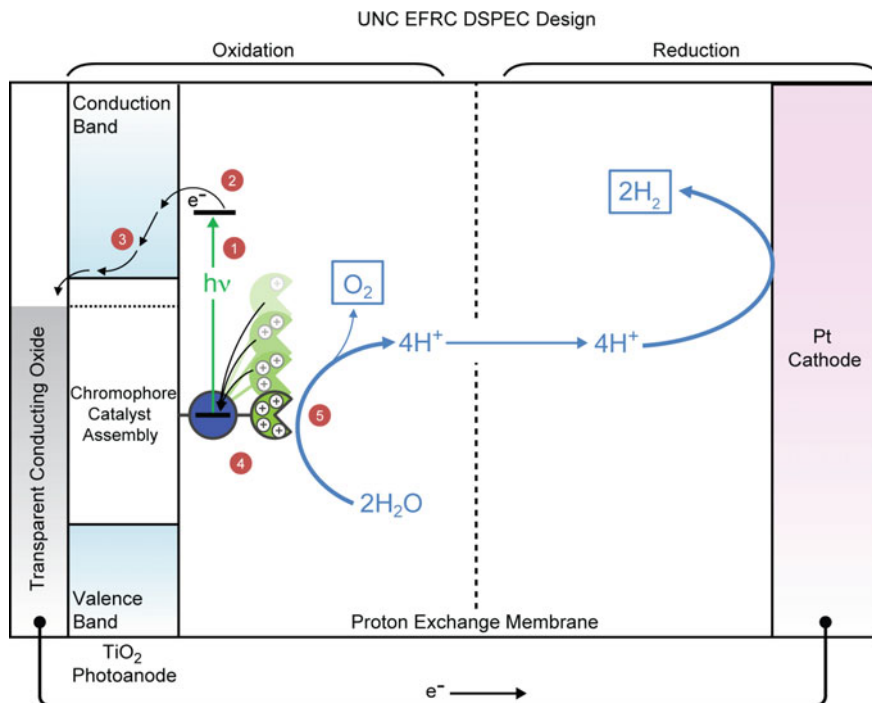 UNC EFRC DSPEC Design
Oxidation
Reduction
Conduction
Band
2
e⁻
3
1
hν
2H₂
O₂
4H⁺
4H⁺
Pt
Cathode
Transparent Conducting Oxide
Chromophore
Catalyst
Assembly
5
4
2H₂O
Valence
Band
Proton Exchange Membrane
TiO₂
Photoanode
e⁻